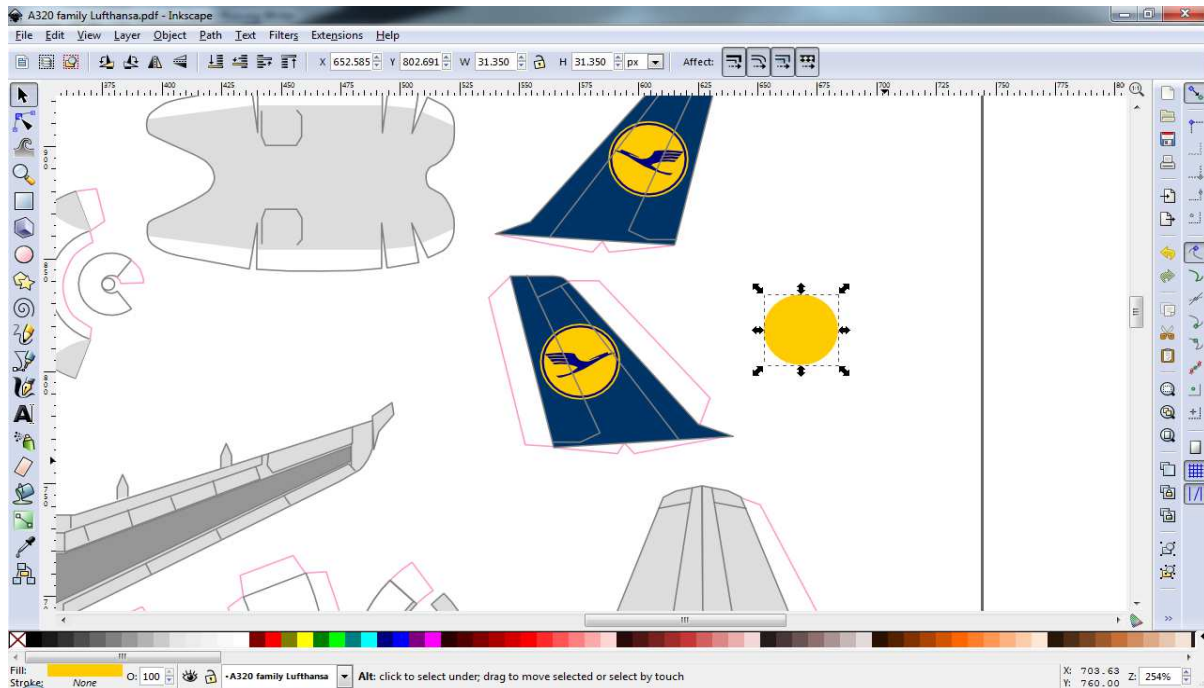 A320 family Lufthansa.pdf - Inkscape
File Edit View Layer Object Path Text Filters Extensions Help
X 652.585 Y 802.691 W 31.350 H 31.350 px Affect:
375 400 425 450 475 500 525 550 575 600 625 650 675 700 725 750 775
Fill: O: 100 •A320 family Lufthansa Alt: click to select under; drag to move selected or select by touch X: 703.63 Z: 254%
Stroke: None Y: 760.00